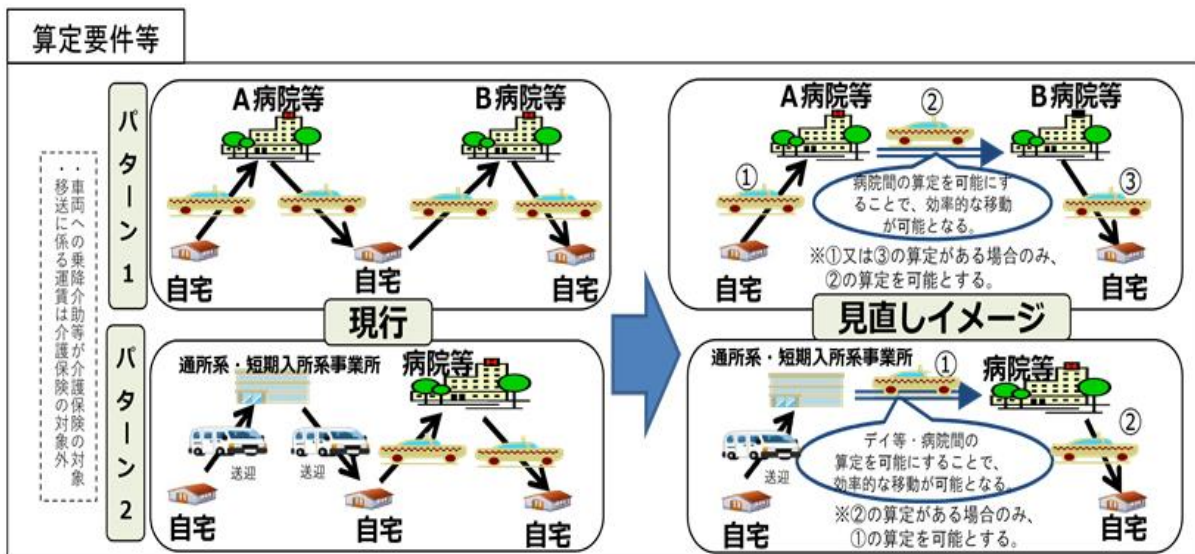 算定要件等
・車両への乗降介助等が介護保険の対象
・移送に係る運賃は介護保険の対象外
パターン1
A病院等
B病院等
自宅
自宅
自宅
現行
パターン2
通所系・短期入所系事業所
病院等
送迎
送迎
自宅
自宅
自宅
A病院等
②
B病院等
①
③
病院間の算定を可能にす
ることで、効率的な移動
が可能となる。
自宅
※①又は③の算定がある場合のみ、
②の算定を可能とする。
自宅
見直しイメージ
通所系・短期入所系事業所
①
病院等
②
送迎
デイ等・病院間の
算定を可能にすることで、
効率的な移動が可能となる。
自宅
※②の算定がある場合のみ、
①の算定を可能とする。
自宅